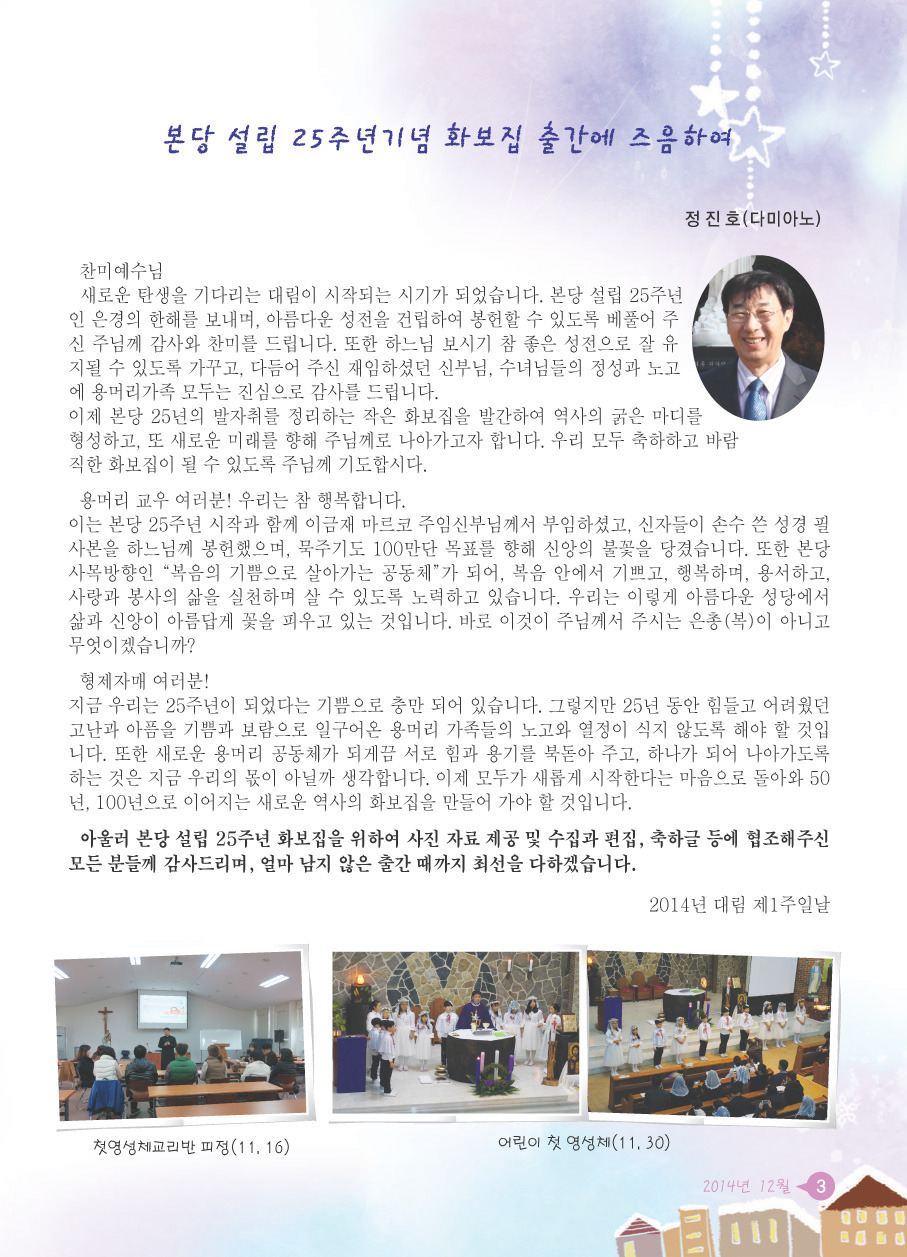 본당 설립 25주년기념 화보집 출간에 즈음하여
정 진 호(다미아노)
찬미예수님
새로운 탄생을 기다리는 대림이 시작되는 시기가 되었습니다. 본당 설립 25주년
인 은경의 한해를 보내며, 아름다운 성전을 건립하여 봉헌할 수 있도록 베풀어 주
신 주님께 감사와 찬미를 드립니다. 또한 하느님 보시기 참 좋은 성전으로 잘 유
지될 수 있도록 가꾸고, 다듬어 주신 재임하셨던 신부님, 수녀님들의 정성과 노고
에 용머리가족 모두는 진심으로 감사를 드립니다.
이제 본당 25년의 발자취를 정리하는 작은 화보집을 발간하여 역사의 굵은 마디를
형성하고, 또 새로운 미래를 향해 주님께로 나아가고자 합니다. 우리 모두 축하하고 바람
직한 화보집이 될 수 있도록 주님께 기도합시다.
용머리 교우 여러분! 우리는 참 행복합니다.
이는 본당 25주년 시작과 함께 이금재 마르코 주임신부님께서 부임하셨고, 신자들이 손수 쓴 성경 필
사본을 하느님께 봉헌했으며, 묵주기도 100만단 목표를 향해 신앙의 불꽃을 당겼습니다. 또한 본당
사목방향인 “복음의 기쁨으로 살아가는 공동체”가 되어, 복음 안에서 기쁘고, 행복하며, 용서하고,
사랑과 봉사의 삶을 실천하며 살 수 있도록 노력하고 있습니다. 우리는 이렇게 아름다운 성당에서
삶과 신앙이 아름답게 꽃을 피우고 있는 것입니다. 바로 이것이 주님께서 주시는 은총(복)이 아니고
무엇이겠습니까?
형제자매 여러분!
지금 우리는 25주년이 되었다는 기쁨으로 충만 되어 있습니다. 그렇지만 25년 동안 힘들고 어려웠던
고난과 아픔을 기쁨과 보람으로 일구어온 용머리 가족들의 노고와 열정이 식지 않도록 해야 할 것입
니다. 또한 새로운 용머리 공동체가 되게끔 서로 힘과 용기를 북돋아 주고, 하나가 되어 나아가도록
하는 것은 지금 우리의 몫이 아닐까 생각합니다. 이제 모두가 새롭게 시작한다는 마음으로 돌아와 50
년, 100년으로 이어지는 새로운 역사의 화보집을 만들어 가야 할 것입니다.
아울러 본당 설립 25주년 화보집을 위하여 사진 자료 제공 및 수집과 편집, 축하글 등에 협조해주신
모든 분들께 감사드리며, 얼마 남지 않은 출간 때까지 최선을 다하겠습니다.
2014년 대림 제1주일날
첫영성체교리반 피정(11, 16)
어린이 첫 영성체(11, 30)
2014년 12월 3